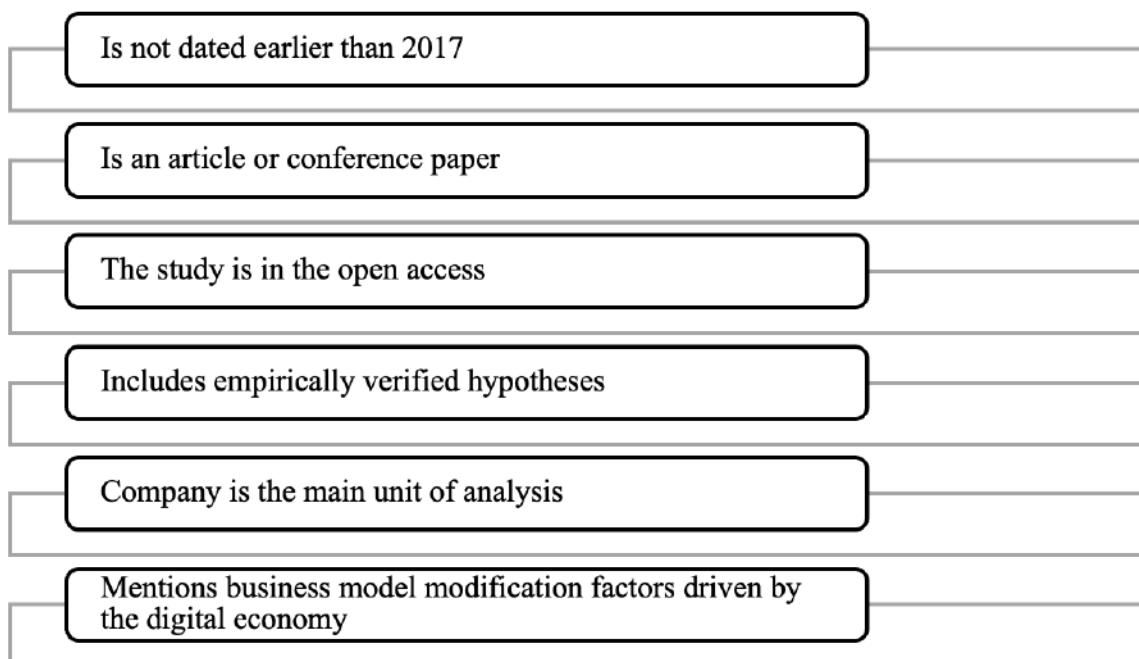 Is not dated earlier than 2017
Is an article or conference paper
The study is in the open access
Includes empirically verified hypotheses
Company is the main unit of analysis
Mentions business model modification factors driven by
the digital economy